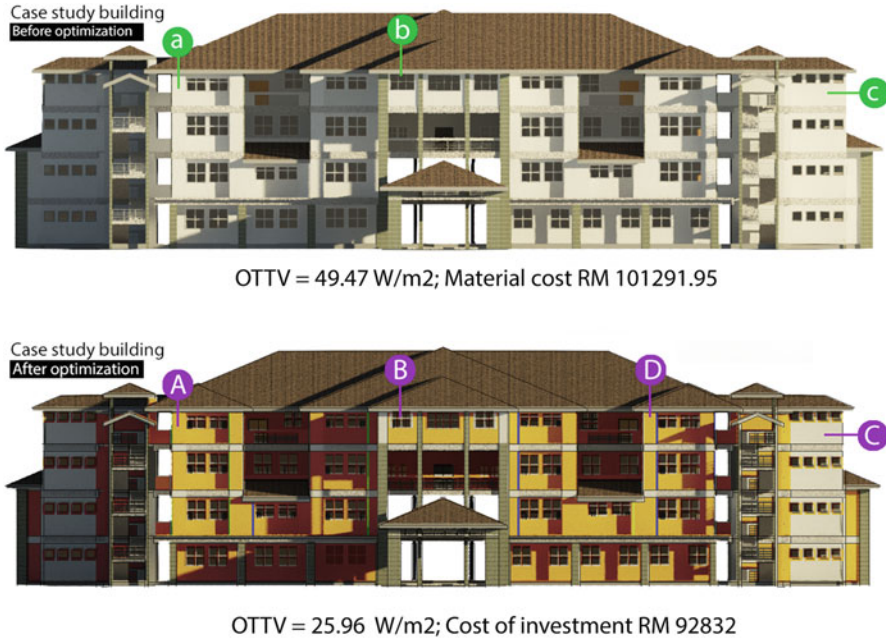 Case study building
Before optimization
a
b
c
OTTV = 49.47 W/m2; Material cost RM 101291.95
Case study building
After optimization
A
B
D
C
OTTV = 25.96 W/m2; Cost of investment RM 92832